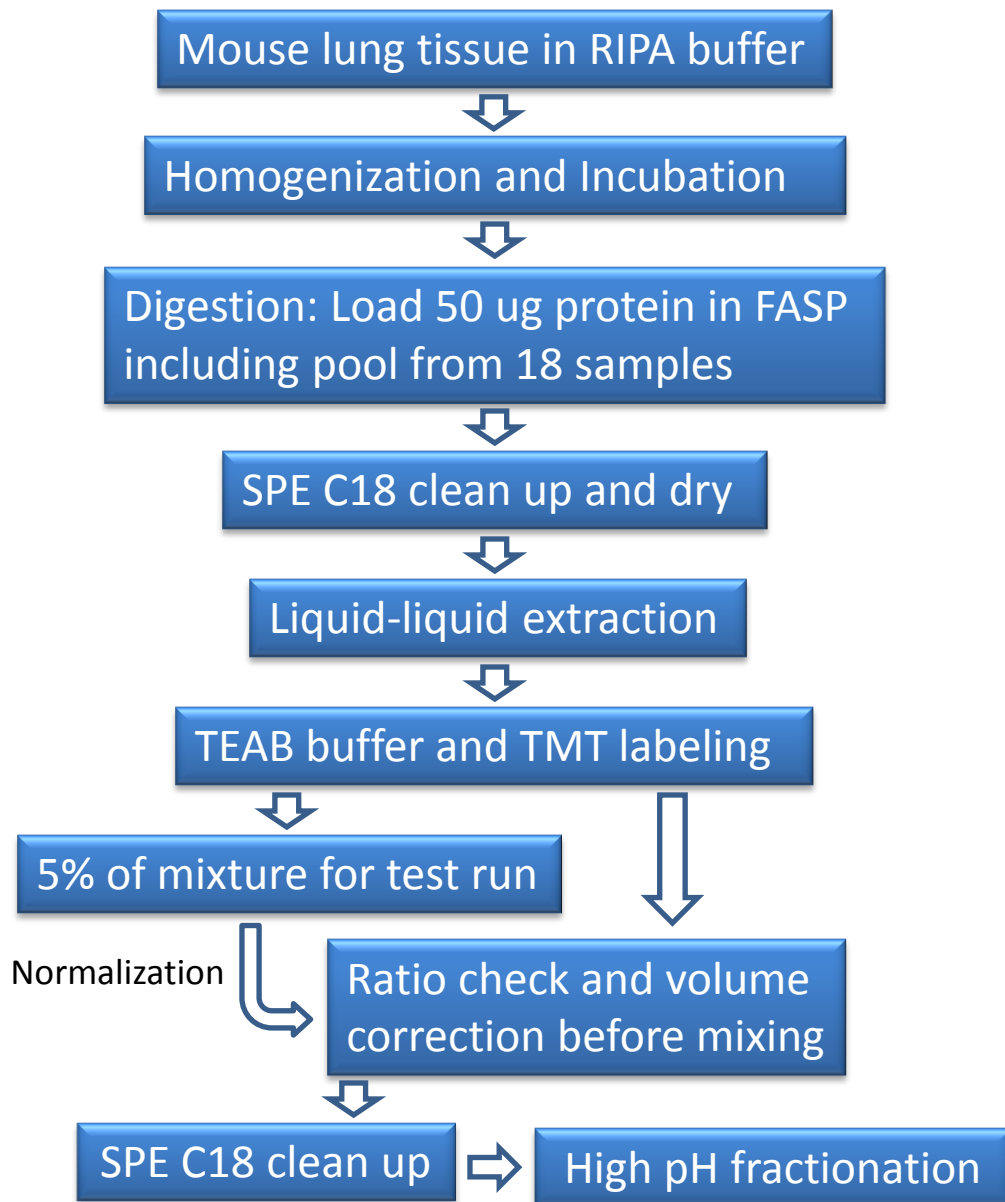 Mouse lung tissue in RIPA buffer
Homogenization and Incubation
Digestion: Load 50 ug protein in FASP
including pool from 18 samples
SPE C18 clean up and dry
Liquid-liquid extraction
TEAB buffer and TMT labeling
5% of mixture for test run
Normalization
Ratio check and volume
correction before mixing
SPE C18 clean up
High pH fractionation